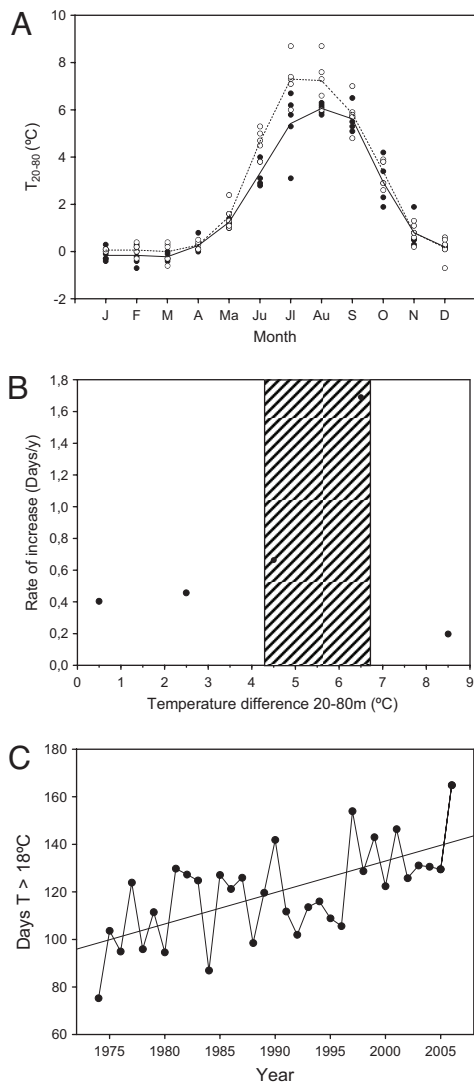 A
T20-80 (ºC)
10
8
6
4
2
0
-2
J F M A Ma Ju Jl Au S O N D
Month
B
Rate of increase (Days/y)
1,8
1,6
1,4
1,2
1,0
0,8
0,6
0,4
0,2
0,0
0 1 2 3 4 5 6 7 8 9
Temperature difference 20-80m (ºC)
C
Days T > 18ºC
180
160
140
120
100
80
60
1975 1980 1985 1990 1995 2000 2005
Year